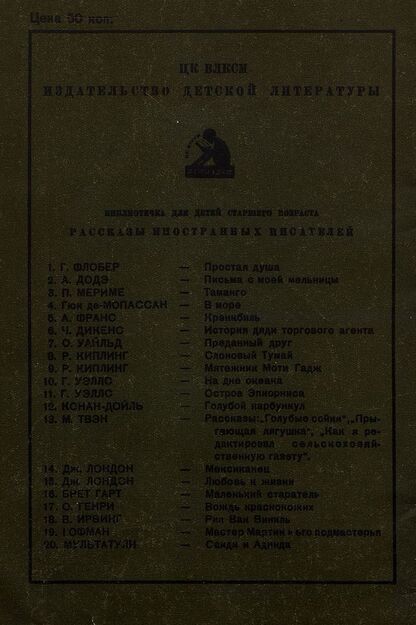 Цена 50 коп.
ЦК ВЛКСМ
ИЗДАТЕЛЬСТВО ДЕТСКОЙ ЛИТЕРАТУРЫ
БИБЛИОТЕЧКА ДЛЯ ДЕТЕЙ СТАРШЕГО ВОЗРАСТА
РАССКАЗЫ ИНОСТРАННЫХ ПИСАТЕЛЕЙ
1. Г. ФЛОБЕР — Простая душа
2. А. ДОДЭ — Письма с моей мельницы
3. П. МЕРИМЕ — Таманго
4. Гюи де-МОПАССАН — В море
5. А. ФРАНС — Кренкбиль
6. Ч. ДИКЕНС — История дяди торгового агента
7. О. УАЙЛЬД — Преданный друг
8. Р. КИПЛИНГ — Слоновый Тумай
9. Р. КИПЛИНГ — Мятежник Моти Гадж
10. Г. УЭЛЛС — На дне океана
11. Г. УЭЛЛС — Остров Эпиорниса
12. КОНАН-ДОЙЛЬ — Голубой карбункул
13. М. ТВЭН — Рассказы: „Голубые сойки“, „Пры-
гающая лягушка“, „Как я ре-
дактировал сельскохозяй-
ственную газету“.
14. Дж. ЛОНДОН — Мексиканец
15. Дж. ЛОНДОН — Любовь к жизни
16. БРЕТ ГАРТ — Маленький старатель
17. О. ГЕНРИ — Вождь краснокожих
18. В. ИРВИНГ — Рип Ван Винкль
19. ГОФМАН — Мастер Мартин и его подмастерья
20. МУЛЬТАТУЛИ — Саиди и Адинда